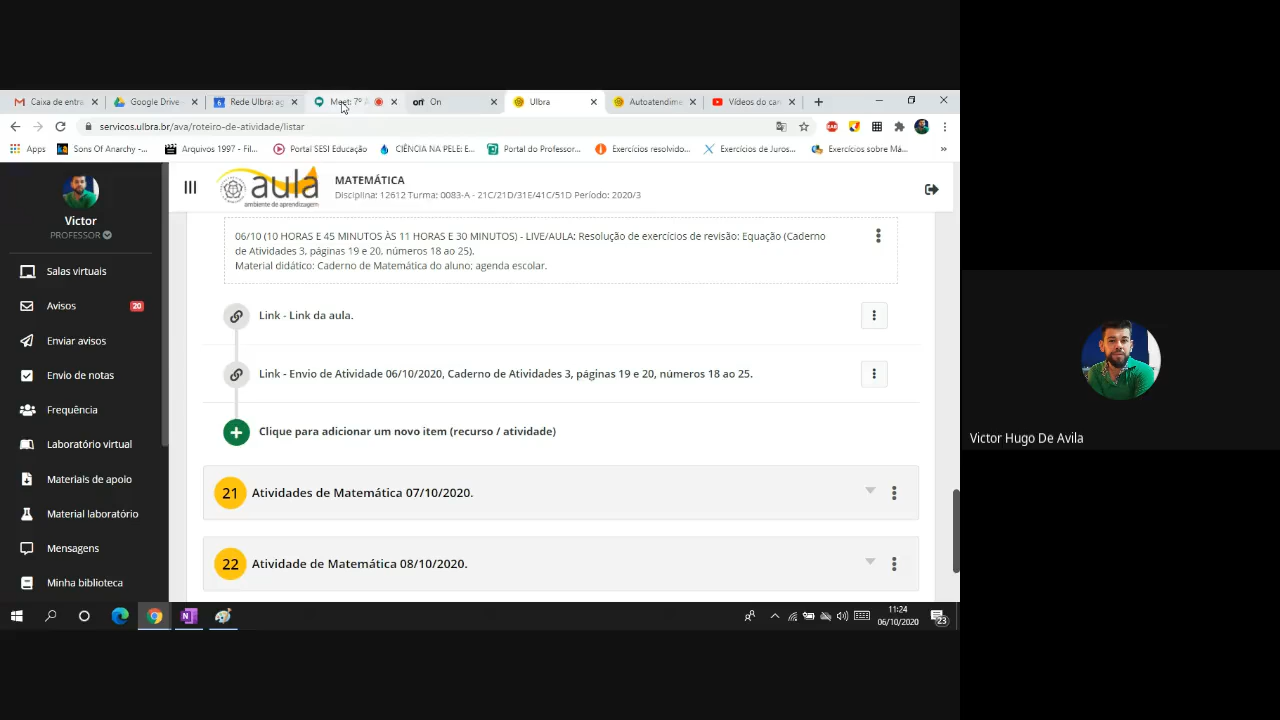 Caixa de entra
Google Drive
Rede Ulbra: ag
Meet: 7º
On
Ulbra
Autoatendime
Vídeos do can
servicos.ulbra.br/ava/roteiro-de-atividade/listar
Apps
Sons Of Anarchy -...
Arquivos 1997 - Fil...
Portal SESI Educação
CIÊNCIA NA PELE: E...
Portal do Professor...
Exercícios resolvido...
Exercícios de Juros...
Exercícios sobre Má...
»
Victor
PROFESSOR
Salas virtuais
Avisos
20
Enviar avisos
Envio de notas
Frequência
Laboratório virtual
Materiais de apoio
Material laboratório
Mensagens
Minha biblioteca
aula
ambiente de aprendizagem
MATEMÁTICA
Disciplina: 12612 Turma: 0083-A - 21C/21D/31E/41C/51D Período: 2020/3
06/10 (10 HORAS E 45 MINUTOS ÀS 11 HORAS E 30 MINUTOS) - LIVE/AULA: Resolução de exercícios de revisão: Equação (Caderno
de Atividades 3, páginas 19 e 20, números 18 ao 25).
Material didático: Caderno de Matemática do aluno; agenda escolar.
Link - Link da aula.
Link - Envio de Atividade 06/10/2020, Caderno de Atividades 3, páginas 19 e 20, números 18 ao 25.
Clique para adicionar um novo item (recurso / atividade)
21 Atividades de Matemática 07/10/2020.
22 Atividade de Matemática 08/10/2020.
11:24
06/10/2020
23
Victor Hugo De Avila